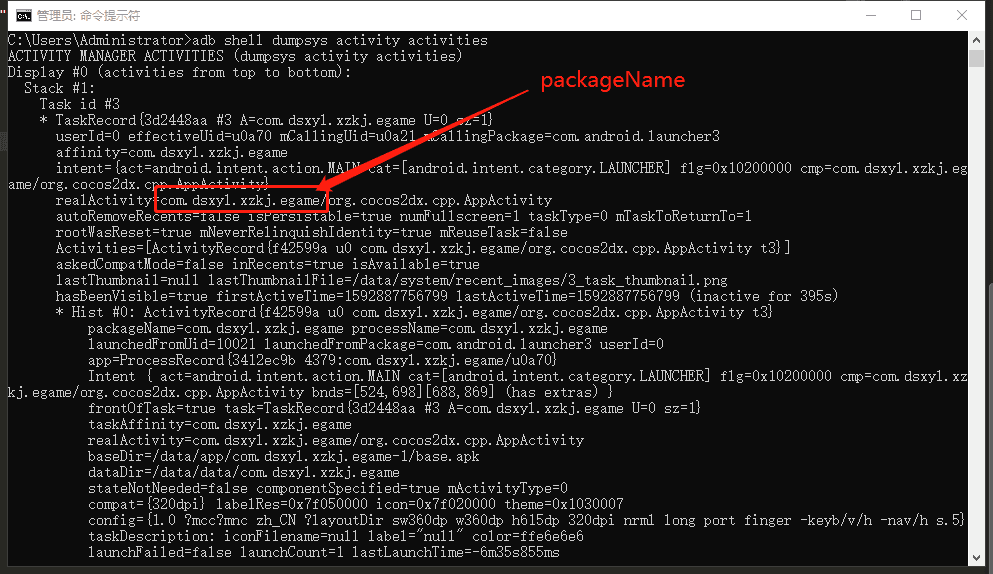 管理员: 命令提示符
C:\Users\Administrator>adb shell dumpsys activity activities
ACTIVITY MANAGER ACTIVITIES (dumpsys activity activities)
Display #0 (activities from top to bottom):
packageName
Stack #1:
Task id #3
* TaskRecord{3d2448aa #3 A=com.dsxyl.xzkj.egame U=0 sz=1}
userId=0 effectiveUid=u0a70 mCallingUid=u0a21 mCallingPackage=com.android.launcher3
affinity=com.dsxyl.xzkj.egame
intent={act=android.intent.action.MAIN cat=[android.intent.category.LAUNCHER] flg=0x10200000 cmp=com.dsxyl.xzkj.eg
ame/org.cocos2dx.cpp.AppActivity}
realActivity=com.dsxyl.xzkj.egame/org.cocos2dx.cpp.AppActivity
autoRemoveRecents=false isPersistable=true numFullscreen=1 taskType=0 mTaskToReturnTo=1
rootWasReset=true mNeverRelinquishIdentity=true mReuseTask=false
Activities=[ActivityRecord{f42599a u0 com.dsxyl.xzkj.egame/org.cocos2dx.cpp.AppActivity t3}]
askedCompatMode=false inRecents=true isAvailable=true
lastThumbnail=null lastThumbnailFile=/data/system/recent_images/3_task_thumbnail.png
hasBeenVisible=true firstActiveTime=1592887756799 lastActiveTime=1592887756799 (inactive for 395s)
* Hist #0: ActivityRecord{f42599a u0 com.dsxyl.xzkj.egame/org.cocos2dx.cpp.AppActivity t3}
packageName=com.dsxyl.xzkj.egame processName=com.dsxyl.xzkj.egame
launchedFromUid=10021 launchedFromPackage=com.android.launcher3 userId=0
app=ProcessRecord{3412ec9b 4379:com.dsxyl.xzkj.egame/u0a70}
Intent { act=android.intent.action.MAIN cat=[android.intent.category.LAUNCHER] flg=0x10200000 cmp=com.dsxyl.xz
kj.egame/org.cocos2dx.cpp.AppActivity bnds=[524,698][688,869] (has extras) }
frontOfTask=true task=TaskRecord{3d2448aa #3 A=com.dsxyl.xzkj.egame U=0 sz=1}
taskAffinity=com.dsxyl.xzkj.egame
realActivity=com.dsxyl.xzkj.egame/org.cocos2dx.cpp.AppActivity
baseDir=/data/app/com.dsxyl.xzkj.egame-1/base.apk
dataDir=/data/data/com.dsxyl.xzkj.egame
stateNotNeeded=false componentSpecified=true mActivityType=0
compat={320dpi} labelRes=0x7f050000 icon=0x7f020000 theme=0x1030007
config={1.0 ?mcc?mnc zh_CN ?layoutDir sw360dp w360dp h615dp 320dpi nrml long port finger -keyb/v/h -nav/h s.5}
taskDescription: iconFilename=null label="null" color=ffe6e6e6
launchFailed=false launchCount=1 lastLaunchTime=-6m35s855ms